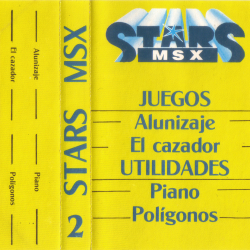 Alunizaje
El cazador
Piano
Polígonos
2 STARS MSX
STARS
MSX
JUEGOS
Alunizaje
El cazador
UTILIDADES
Piano
Polígonos